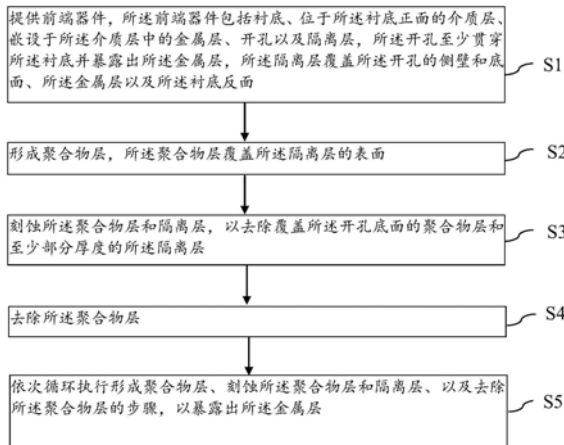 提供前端器件，所述前端器件包括衬底、位于所述衬底正面的介质层、
嵌设于所述介质层中的金属层、开孔以及隔离层，所述开孔至少贯穿
所述衬底并暴露出所述金属层，所述隔离层覆盖所述开孔的侧壁和底
面、所述金属层以及所述衬底反面
S1
形成聚合物层，所述聚合物层覆盖所述隔离层的表面
S2
刻蚀所述聚合物层和隔离层，以去除覆盖所述开孔底面的聚合物层和
至少部分厚度的所述隔离层
S3
去除所述聚合物层
S4
依次循环执行形成聚合物层、刻蚀所述聚合物层和隔离层、以及去除
所述聚合物层的步骤，以暴露出所述金属层
S5